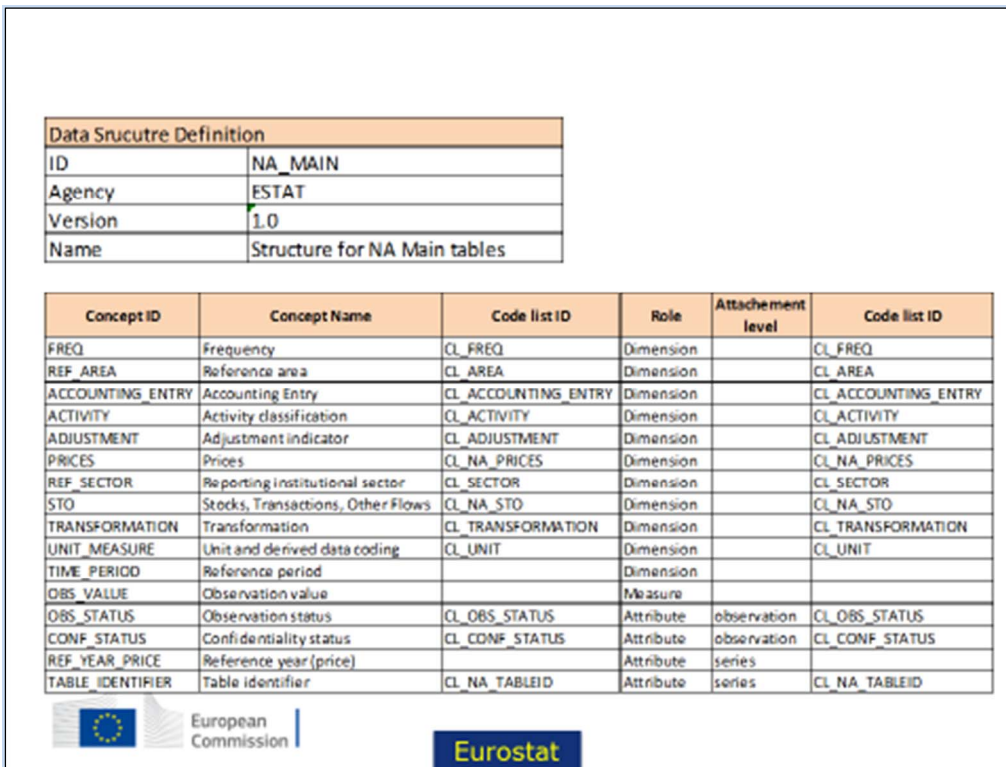 Data Srucutre Definition
ID NA_MAIN
Agency ESTAT
Version 1.0
Name Structure for NA Main tables
Concept ID Concept Name Code list ID Role Attachement level Code list ID
FREQ Frequency CL_FREQ Dimension CL_FREQ
REF_AREA Reference area CL_AREA Dimension CL_AREA
ACCOUNTING_ENTRY Accounting Entry CL_ACCOUNTING_ENTRY Dimension CL_ACCOUNTING_ENTRY
ACTIVITY Activity classification CL_ACTIVITY Dimension CL_ACTIVITY
ADJUSTMENT Adjustment indicator CL_ADJUSTMENT Dimension CL_ADJUSTMENT
PRICES Prices CL_NA_PRICES Dimension CL_NA_PRICES
REF_SECTOR Reporting institutional sector CL_SECTOR Dimension CL_SECTOR
STO Stocks, Transactions, Other Flows CL_NA_STO Dimension CL_NA_STO
TRANSFORMATION Transformation CL_TRANSFORMATION Dimension CL_TRANSFORMATION
UNIT_MEASURE Unit and derived data coding CL_UNIT Dimension CL_UNIT
TIME_PERIOD Reference period Dimension
OBS_VALUE Observation value Measure
OBS_STATUS Observation status CL_OBS_STATUS Attribute observation CL_OBS_STATUS
CONF_STATUS Confidentiality status CL_CONF_STATUS Attribute observation CL_CONF_STATUS
REF_YEAR_PRICE Reference year (price) Attribute series
TABLE_IDENTIFIER Table identifier CL_NA_TABLEID Attribute series CL_NA_TABLEID
European
Commission
Eurostat